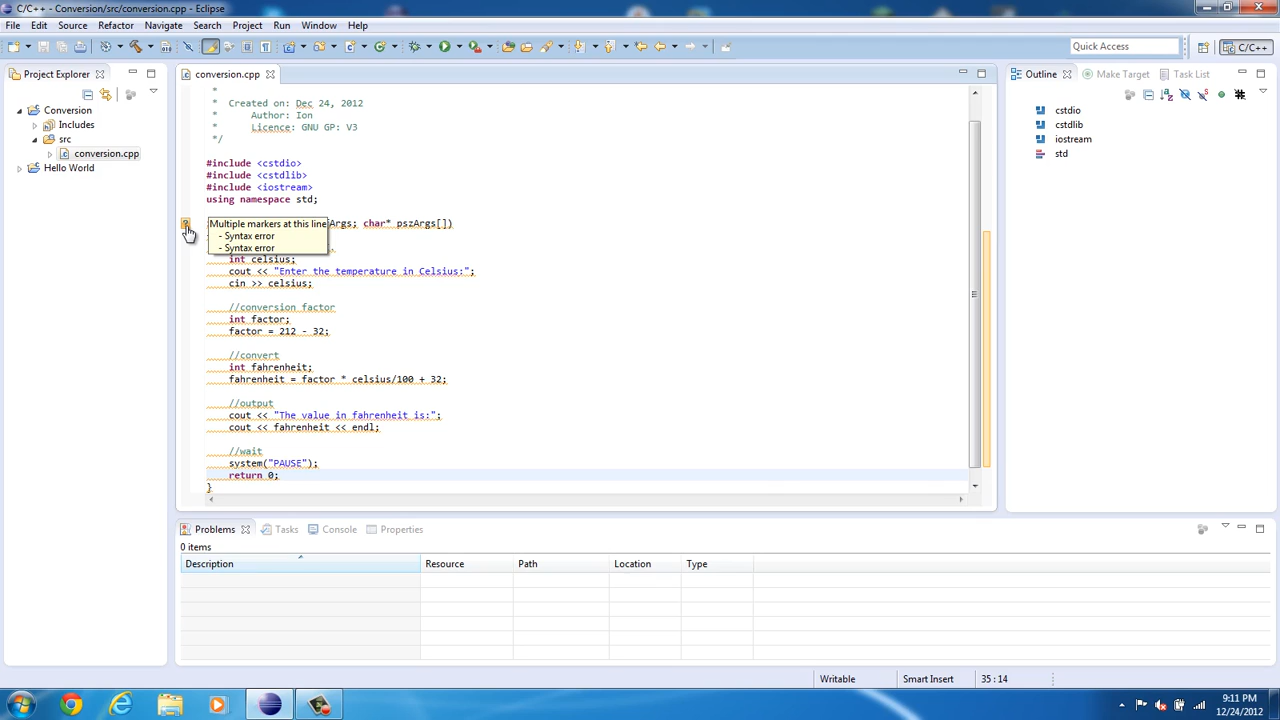 C/C++ - Conversion/src/conversion.cpp - Eclipse
File Edit Source Refactor Navigate Search Project Run Window Help
Quick Access
C/C++
Project Explorer
conversion.cpp
Outline
Make Target
Task List
Conversion
Includes
src
conversion.cpp
Hello World
*
* Created on: Dec 24, 2012
* Author: Ion
* Licence: GNU GP: V3
*/
#include <cstdio>
#include <cstdlib>
#include <iostream>
using namespace std;
Args; char* pszArgs[])
Multiple markers at this line
- Syntax error
- Syntax error
int celsius;
cout << "Enter the temperature in Celsius:";
cin >> celsius;
//conversion factor
int factor;
factor = 212 - 32;
//convert
int fahrenheit;
fahrenheit = factor * celsius/100 + 32;
//output
cout << "The value in fahrenheit is:";
cout << fahrenheit << endl;
//wait
system("PAUSE");
return 0;
}
cstdio
cstdlib
iostream
std
Problems
Tasks
Console
Properties
0 items
Description Resource Path Location Type
Writable Smart Insert 35 : 14
9:11 PM
12/24/2012